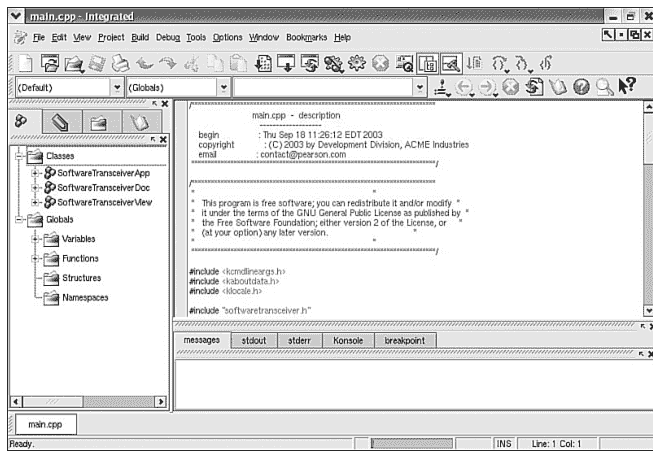 main.cpp - Integrated
File Edit View Project Build Debug Tools Options Window Bookmarks Help
(Default) (Globals)
main.cpp - description
-------------------
begin : Thu Sep 18 11:26:12 EDT 2003
copyright : (C) 2003 by Development Division, ACME Industries
email : contact@pearson.com
Classes
SoftwareTransceiverApp
SoftwareTransceiverDoc
SoftwareTransceiverView
Globals
Variables
Functions
Structures
Namespaces
* This program is free software; you can redistribute it and/or modify *
* it under the terms of the GNU General Public License as published by *
* the Free Software Foundation; either version 2 of the License, or *
* (at your option) any later version. *
#include <kcmdlineargs.h>
#include <kaboutdata.h>
#include <klocale.h>
#include "softwaretransceiver.h"
messages stdout stderr Konsole breakpoint
main.cpp
Ready. INS Line: 1 Col: 1